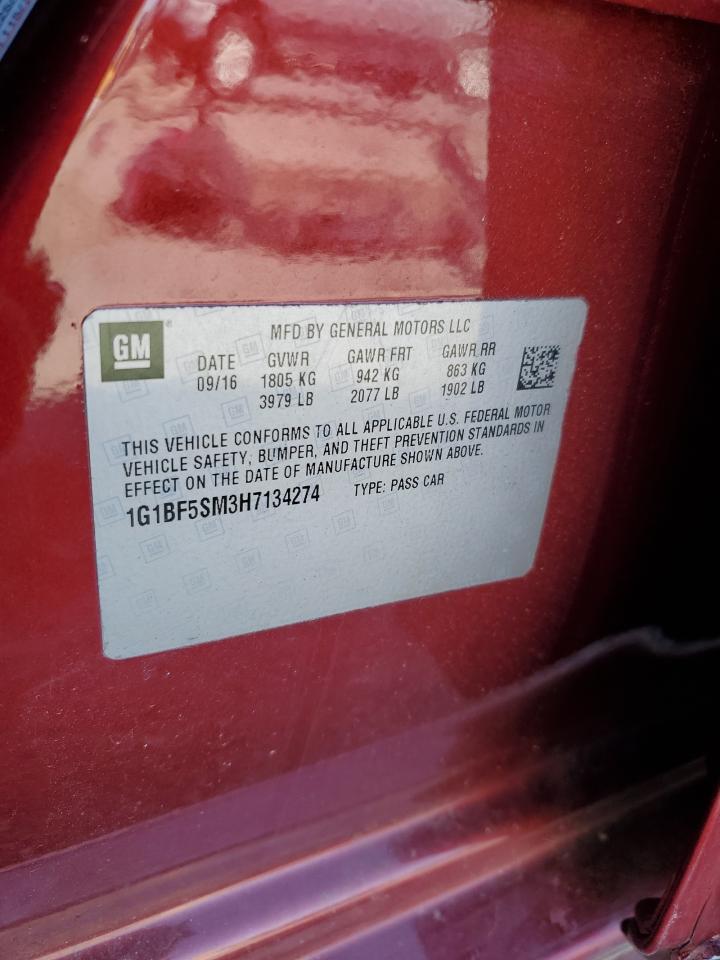 GM
MFD BY GENERAL MOTORS LLC
DATE GVWR GAWR FRT GAWR RR
09/16 1805 KG 942 KG 863 KG
3979 LB 2077 LB 1902 LB
THIS VEHICLE CONFORMS TO ALL APPLICABLE U.S. FEDERAL MOTOR
VEHICLE SAFETY, BUMPER, AND THEFT PREVENTION STANDARDS IN
EFFECT ON THE DATE OF MANUFACTURE SHOWN ABOVE.
1G1BF5SM3H7134274 TYPE: PASS CAR